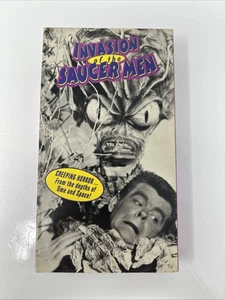 INVASION
of the
SAUCER MEN
CREEPING HORROR...
From the depths of
Time and Space!